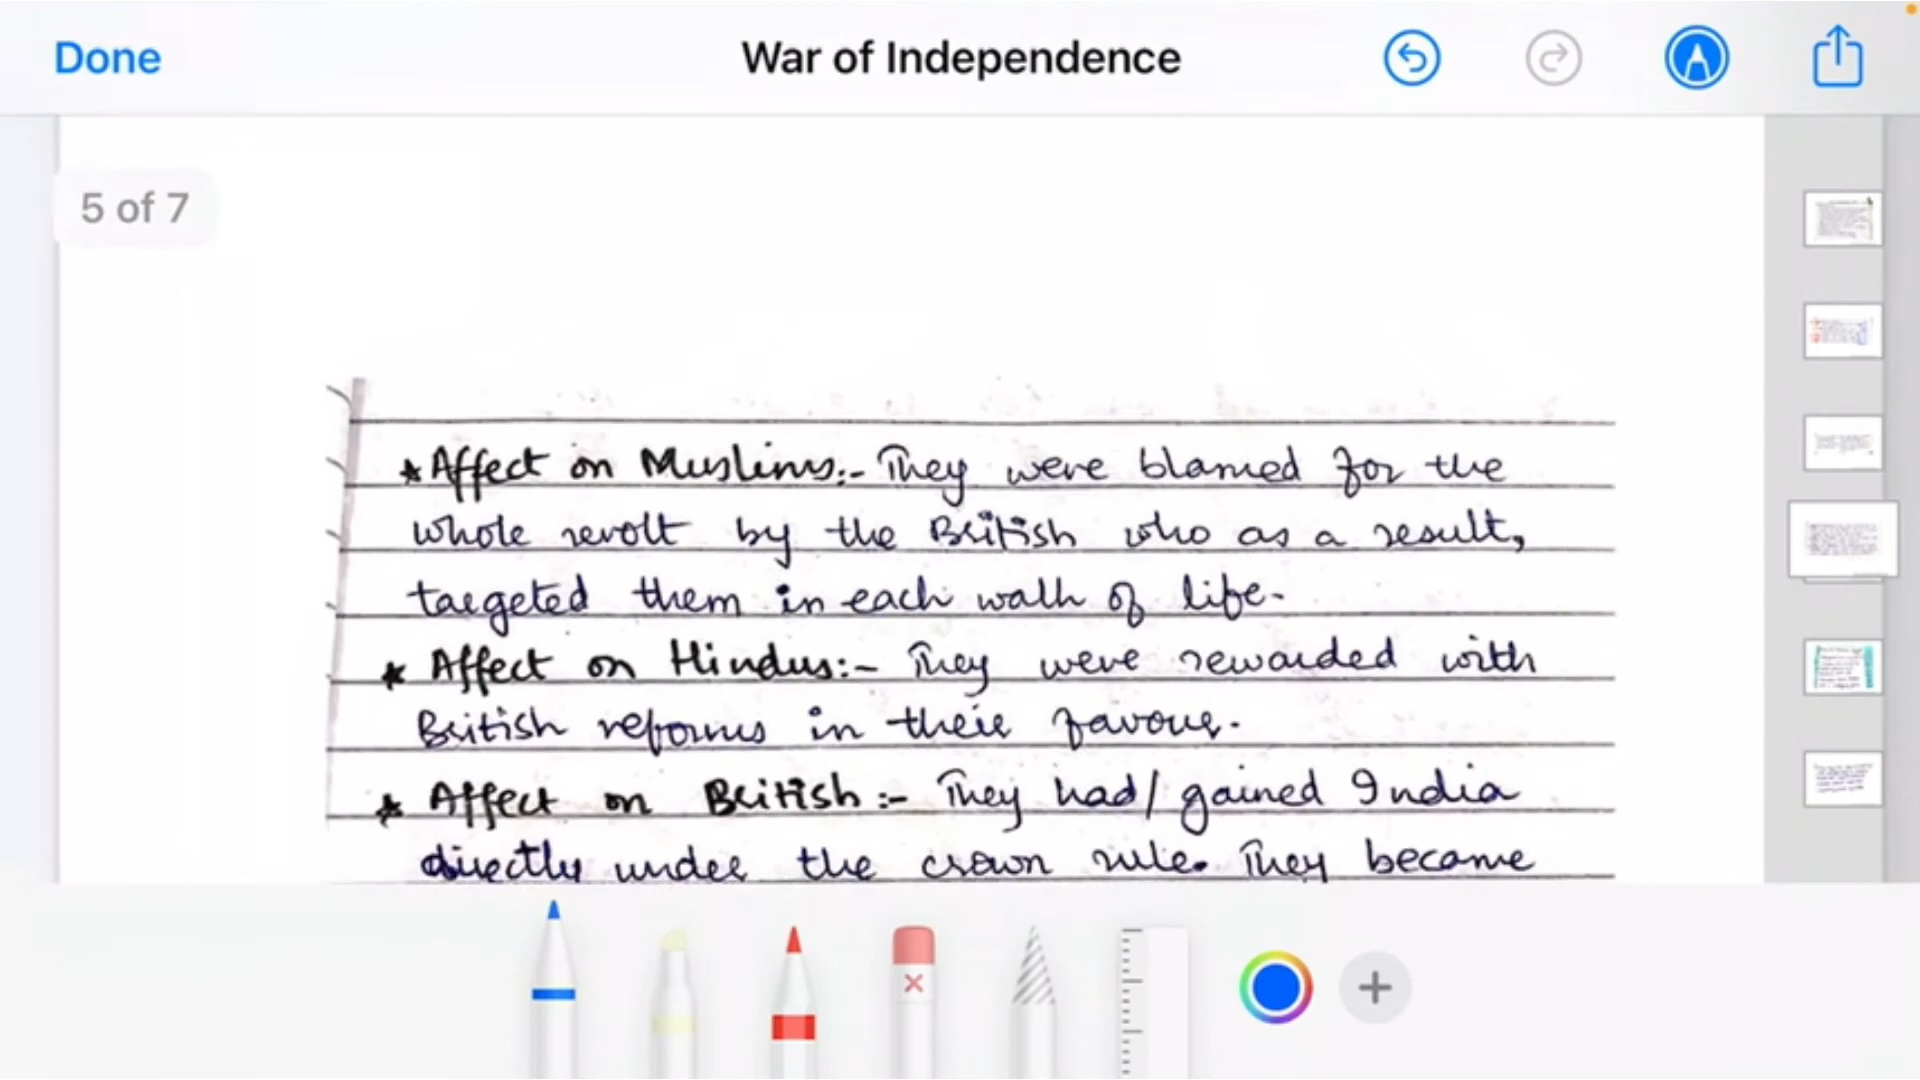 Done
War of Independence
5 of 7
★ Affect on Muslims:- They were blamed for the
whole revolt by the British who as a result,
targeted them in each walk of life.
★ Affect on Hindus:- They were rewarded with
British reforms in their favour.
★ Affect on British :- They had/ gained India
directly under the crown rule. They became